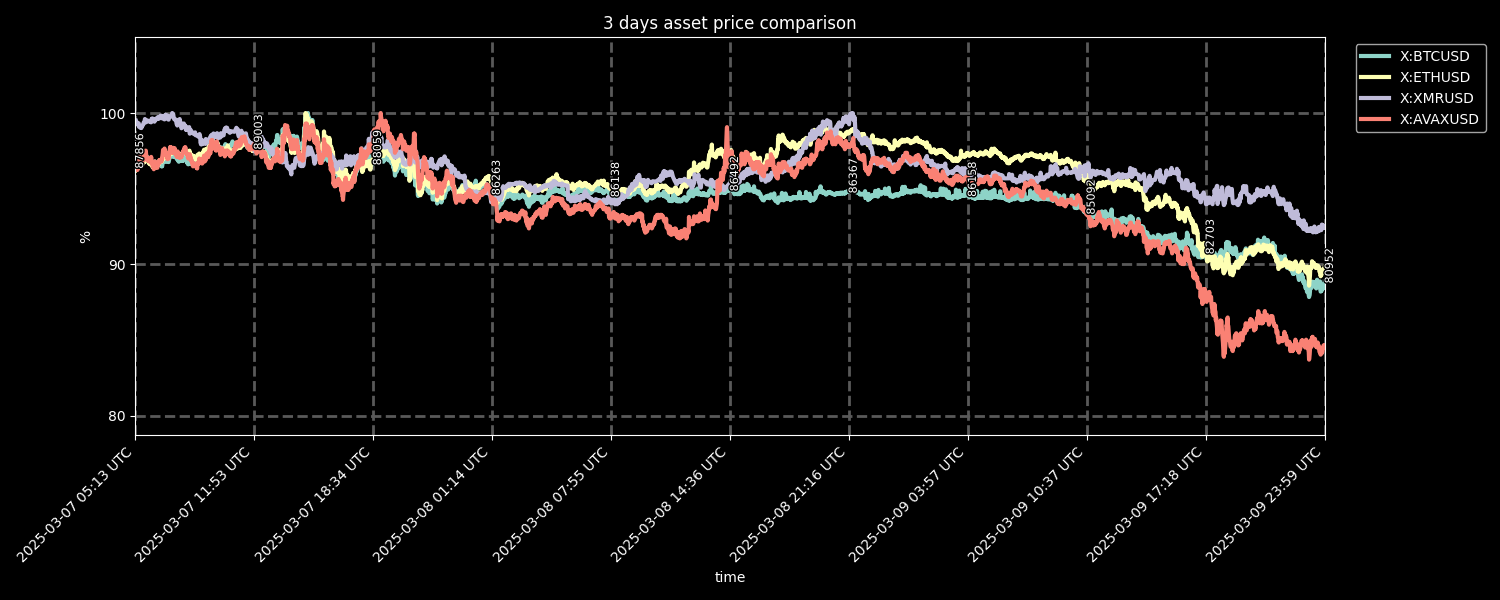 3 days asset price comparison
X:BTCUSD
X:ETHUSD
X:XMRUSD
X:AVAXUSD
100
90
80
%
87856
89003
88059
86263
86138
86492
86367
86158
85092
82703
80952
2025-03-07 05:13 UTC
2025-03-07 11:53 UTC
2025-03-07 18:34 UTC
2025-03-08 01:14 UTC
2025-03-08 07:55 UTC
2025-03-08 14:36 UTC
2025-03-08 21:16 UTC
2025-03-09 03:57 UTC
2025-03-09 10:37 UTC
2025-03-09 17:18 UTC
2025-03-09 23:59 UTC
time